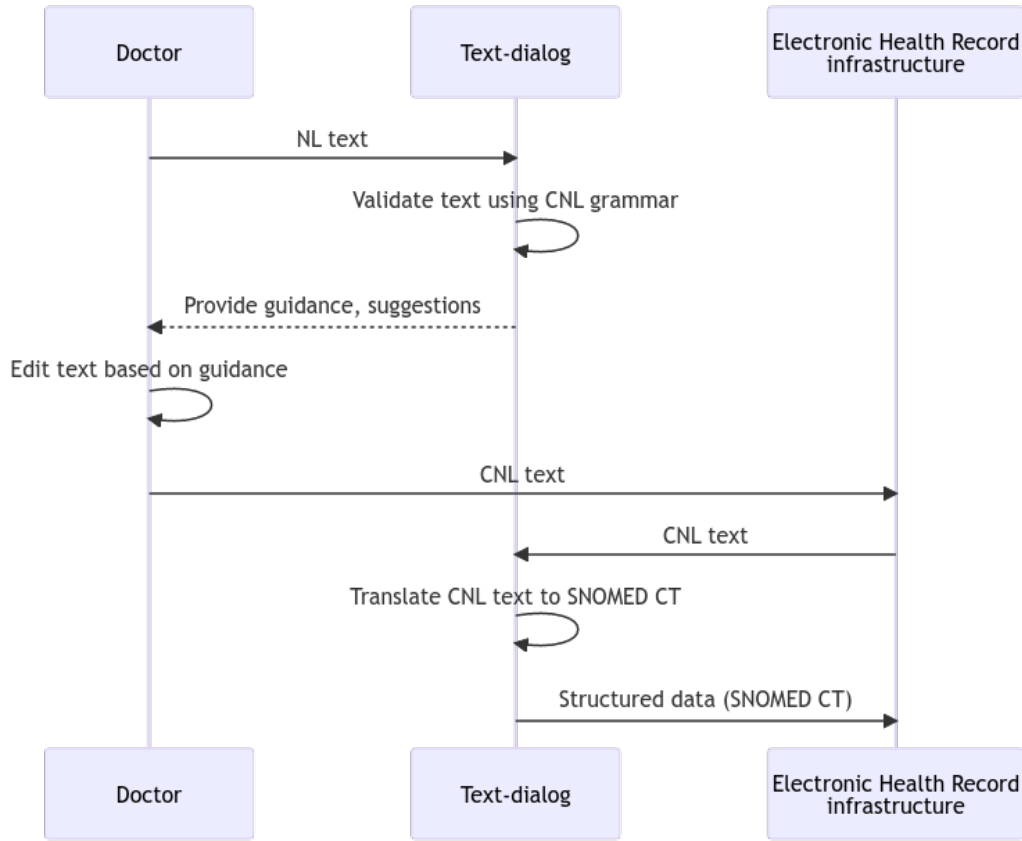 Doctor
Text-dialog
Electronic Health Record
infrastructure
NL text
Validate text using CNL grammar
Provide guidance, suggestions
Edit text based on guidance
CNL text
CNL text
Translate CNL text to SNOMED CT
Structured data (SNOMED CT)
Doctor
Text-dialog
Electronic Health Record
infrastructure